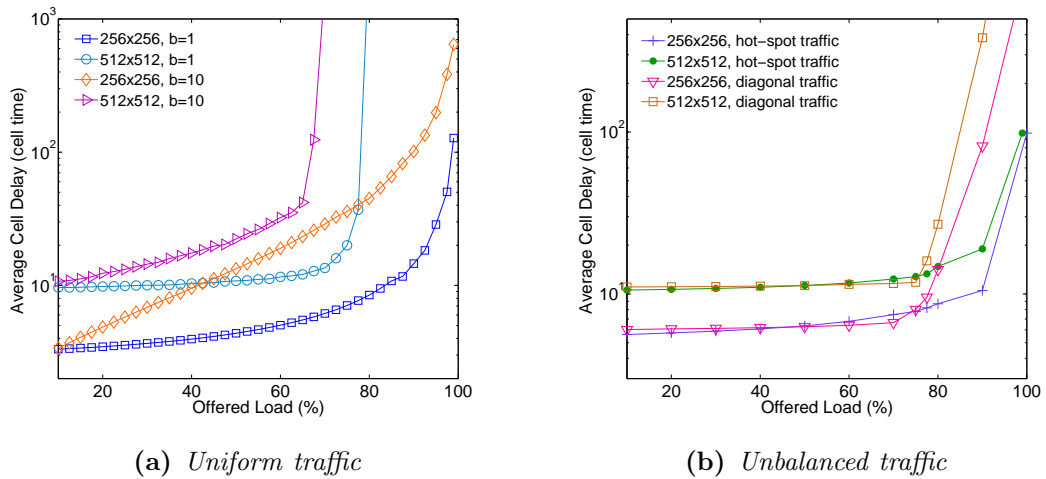 10³
10²
10¹
Average Cell Delay (cell time)
256x256, b=1
512x512, b=1
256x256, b=10
512x512, b=10
20 40 60 80 100
Offered Load (%)
(a) Uniform traffic
10²
10¹
Average Cell Delay (cell time)
256x256, hot−spot traffic
512x512, hot−spot traffic
256x256, diagonal traffic
512x512, diagonal traffic
20 40 60 80 100
Offered Load (%)
(b) Unbalanced traffic